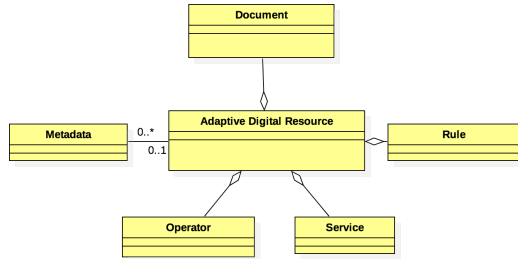 Document
Adaptive Digital Resource
Metadata
0..*
0..1
Rule
Operator
Service